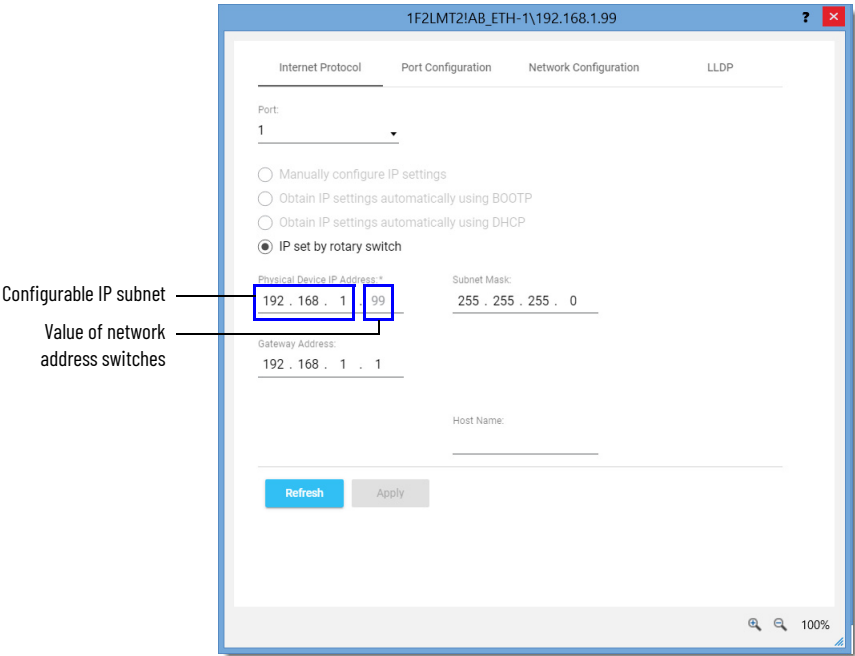 1F2LMT2!AB_ETH-1\192.168.1.99 ?
Internet Protocol Port Configuration Network Configuration LLDP
Port:
1
Manually configure IP settings
Obtain IP settings automatically using BOOTP
Obtain IP settings automatically using DHCP
IP set by rotary switch
Configurable IP subnet
Value of network
address switches
Physical Device IP Address:* Subnet Mask:
192 . 168 . 1 . 99 255 . 255 . 255 . 0
Gateway Address:
192 . 168 . 1 . 1
Host Name:
Refresh Apply
100%